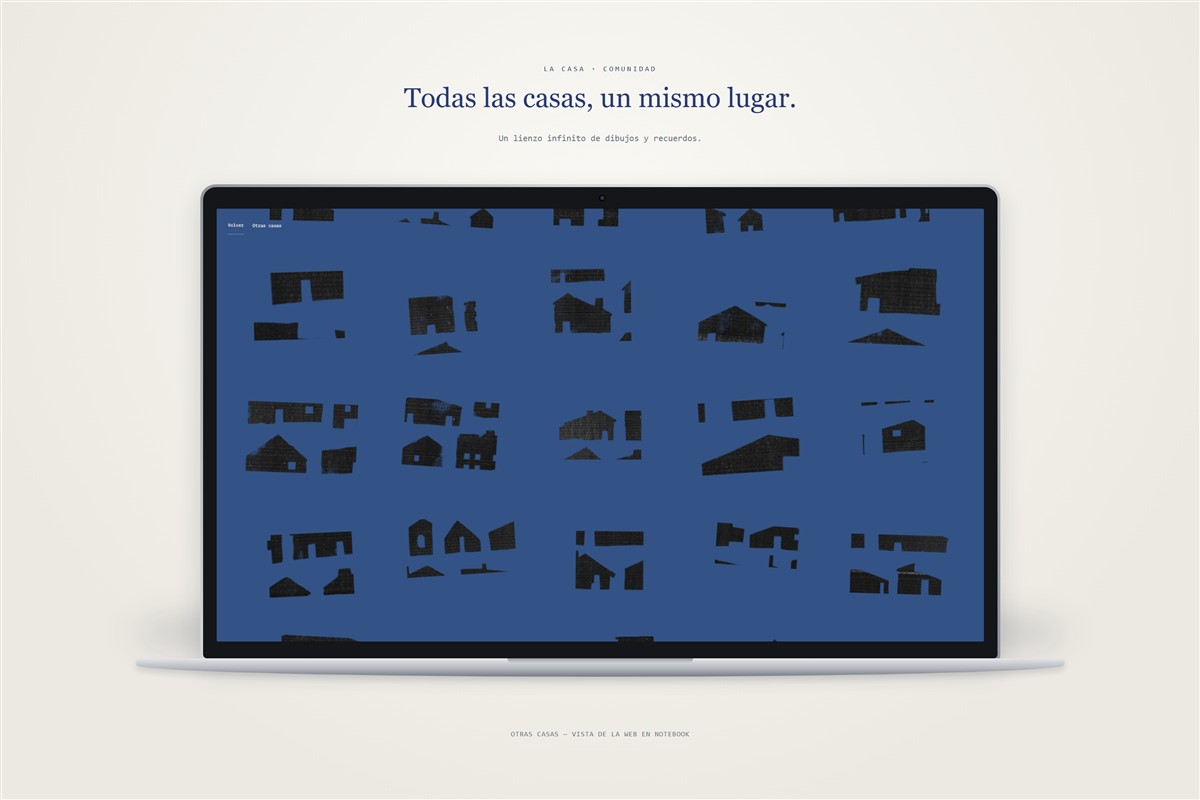 LA CASA · COMUNIDAD
Todas las casas, un mismo lugar.
Un lienzo infinito de dibujos y recuerdos.
Volver Otras casas
OTRAS CASAS — VISTA DE LA WEB EN NOTEBOOK